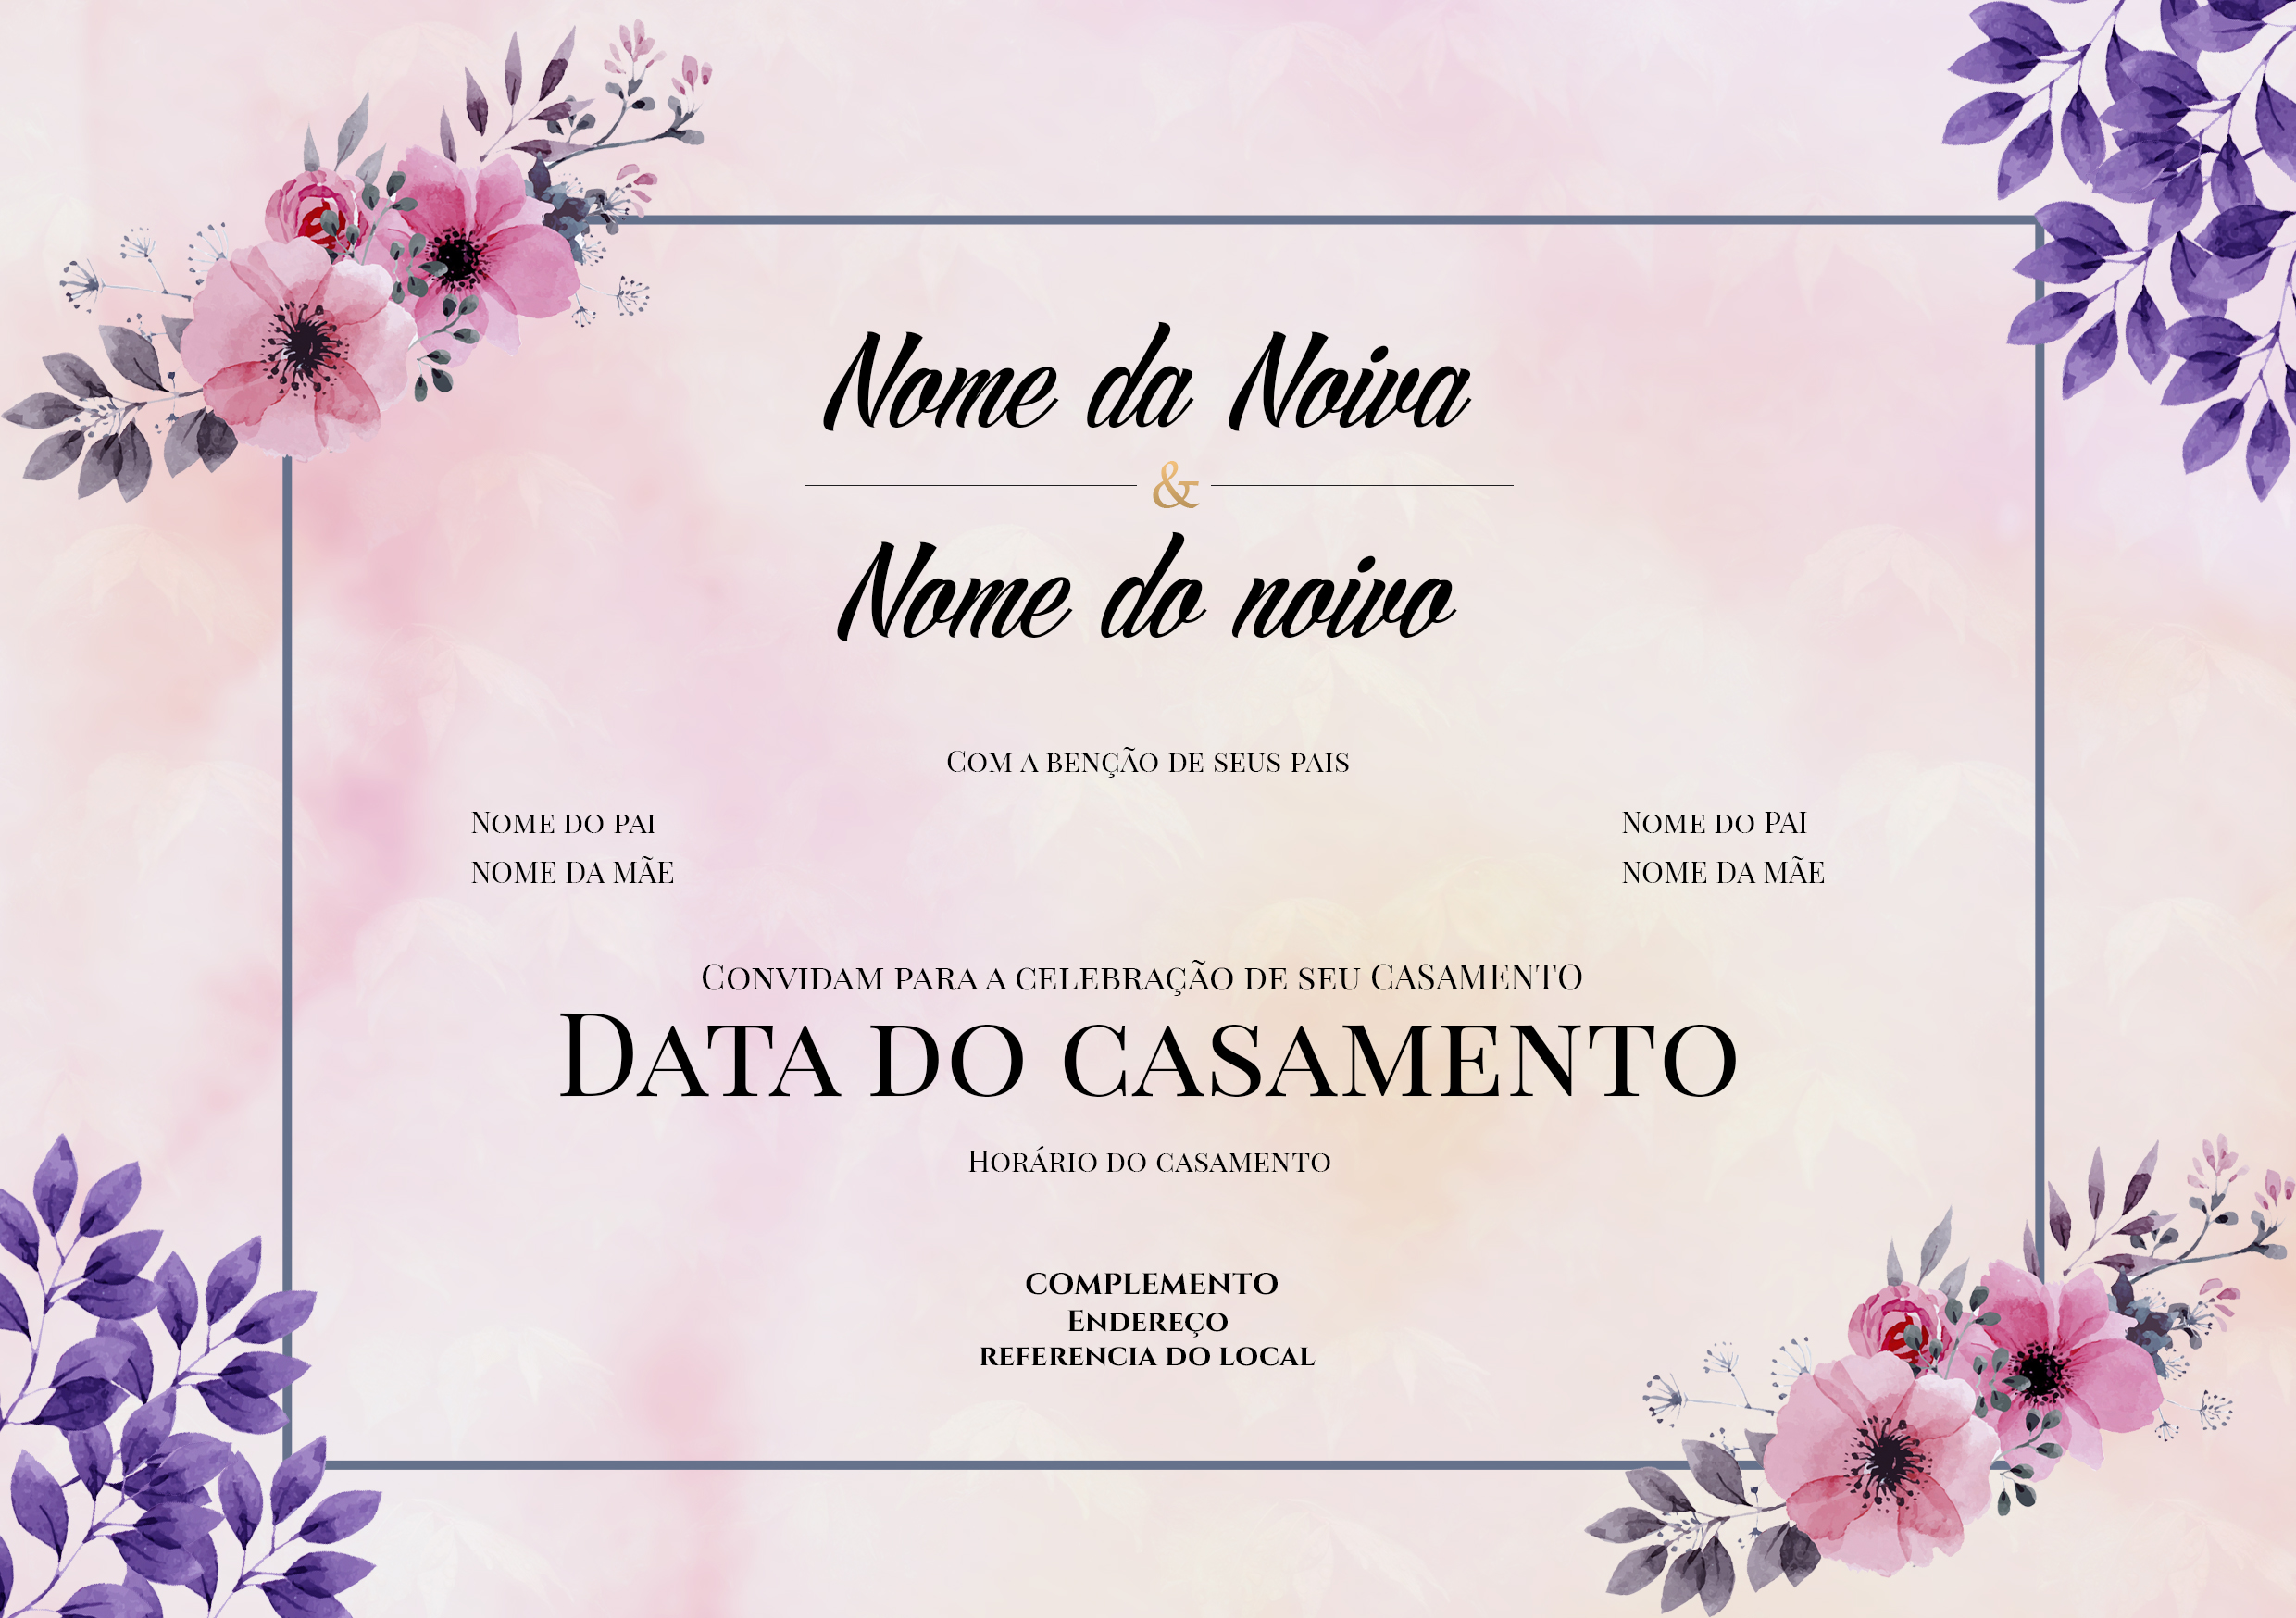 Nome da Noiva
&
Nome do noivo
Com a benção de seus pais
Nome do pai
NOME DA MÃE
Nome do PAI
NOME DA MÃE
Convidam para a celebração de seu CASAMENTO
Data do casamento
Horário do casamento
COMPLEMENTO
Endereço
referencia do local